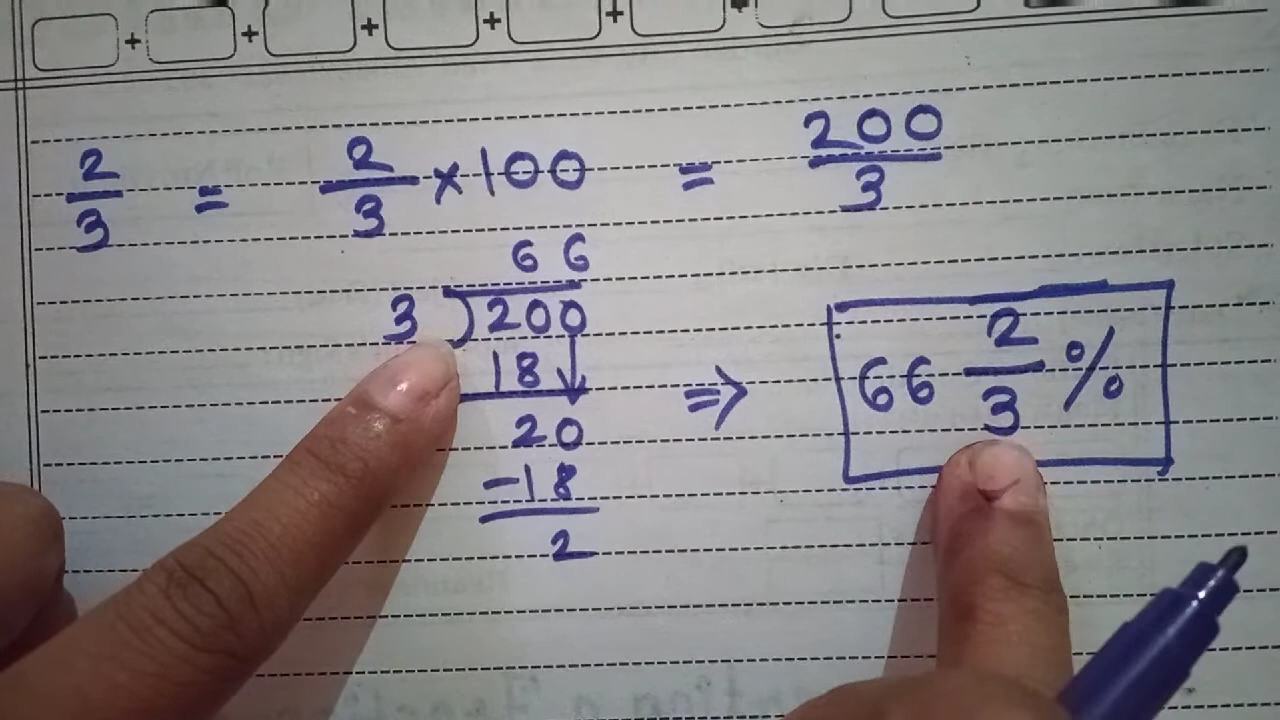 + + + + + +
2/3 = 2/3 × 100 = 200/3
66
3 ) 200
18 ↓
20
⇒ 66 2/3 %
-18
2